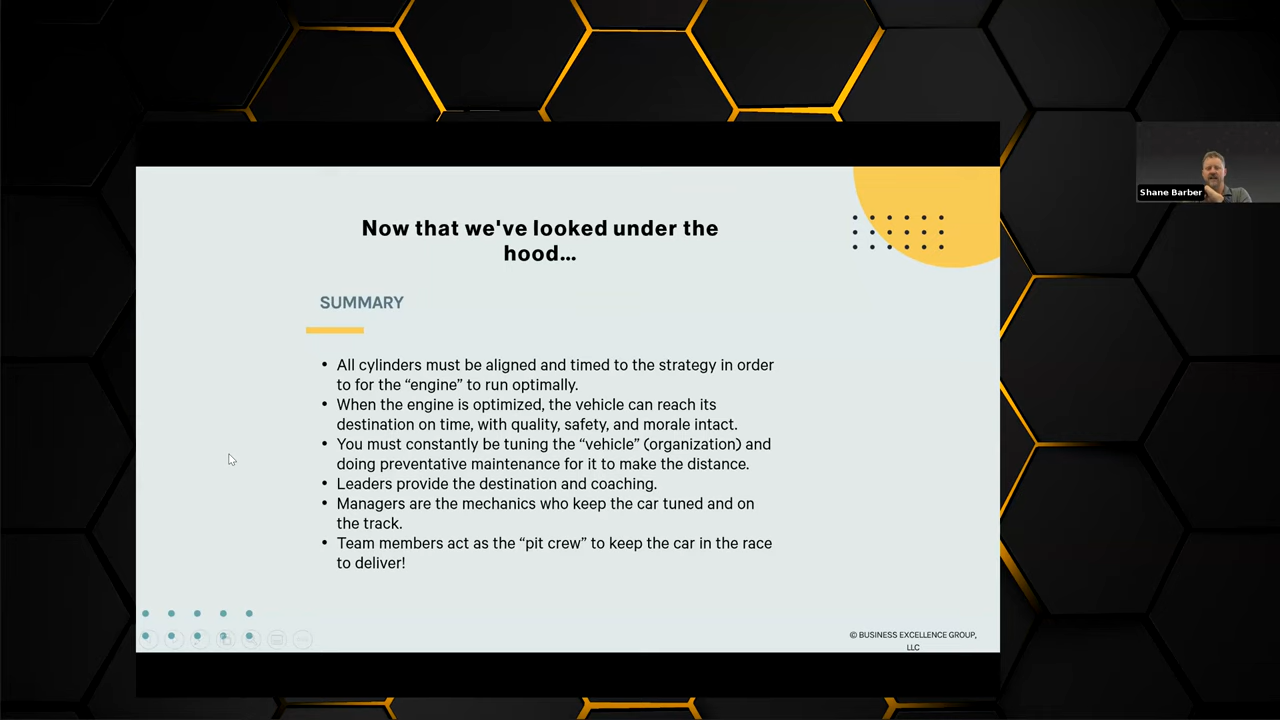 Now that we've looked under the
hood...
SUMMARY
• All cylinders must be aligned and timed to the strategy in order
to for the “engine” to run optimally.
• When the engine is optimized, the vehicle can reach its
destination on time, with quality, safety, and morale intact.
• You must constantly be tuning the “vehicle” (organization) and
doing preventative maintenance for it to make the distance.
• Leaders provide the destination and coaching.
• Managers are the mechanics who keep the car tuned and on
the track.
• Team members act as the “pit crew” to keep the car in the race
to deliver!
© BUSINESS EXCELLENCE GROUP,
LLC
Shane Barber